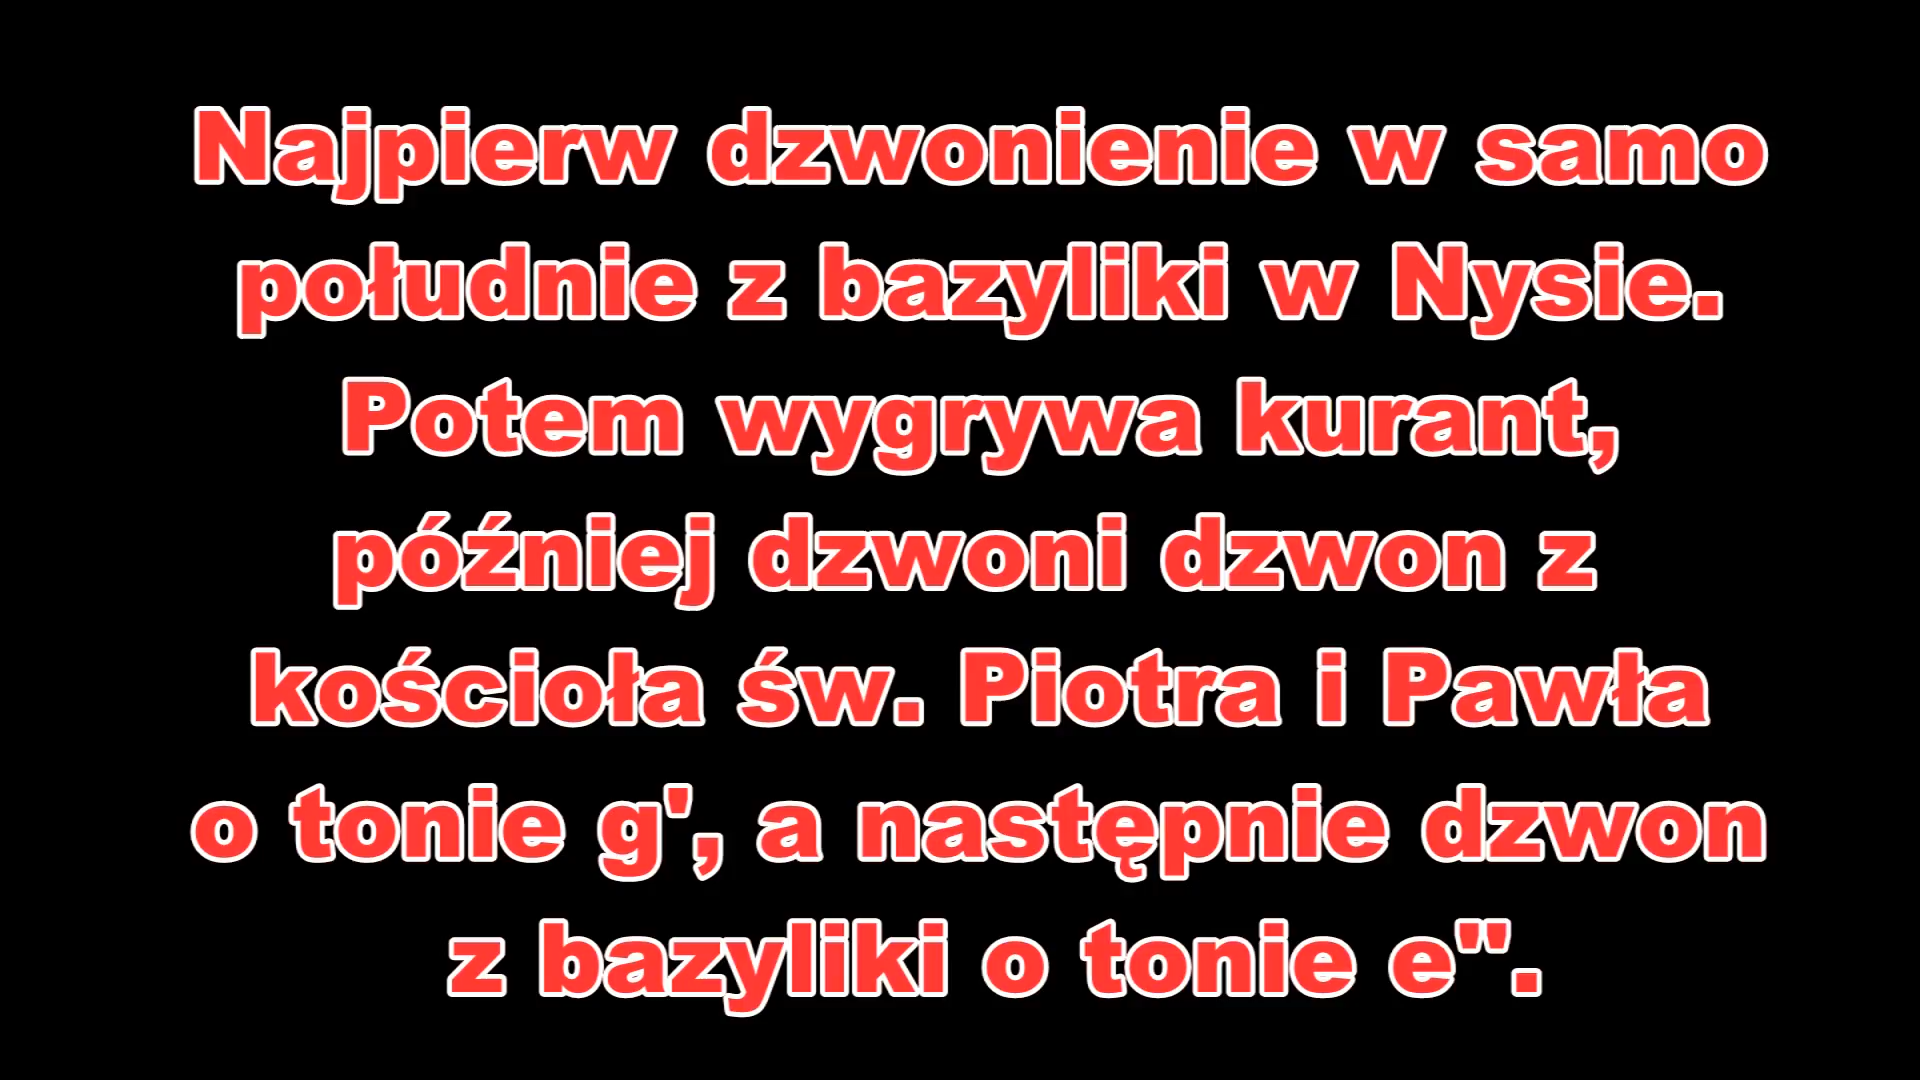 Najpierw dzwonienie w samo
południe z bazyliki w Nysie.
Potem wygrywa kurant,
później dzwoni dzwon z
kościoła św. Piotra i Pawła
o tonie g', a następnie dzwon
z bazyliki o tonie e".